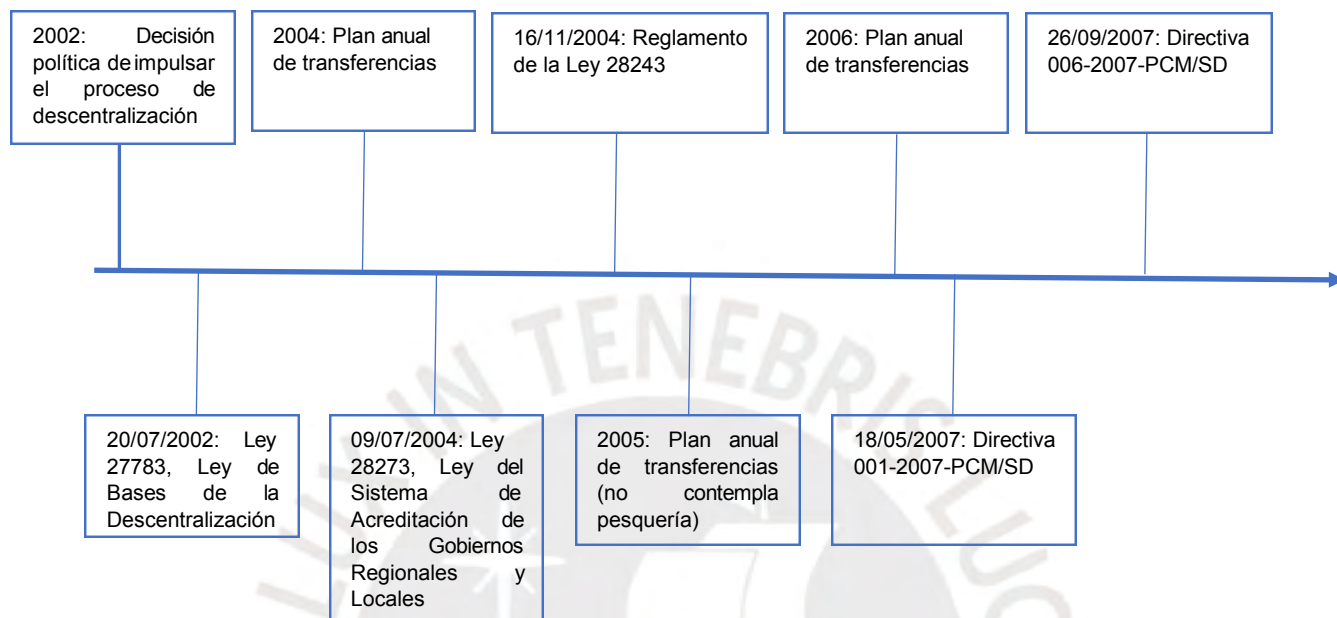 2002: Decisión
política de impulsar
el proceso de
descentralización
2004: Plan anual
de transferencias
16/11/2004: Reglamento
de la Ley 28243
2006: Plan anual
de transferencias
26/09/2007: Directiva
006-2007-PCM/SD
20/07/2002: Ley
27783, Ley de
Bases de la
Descentralización
09/07/2004: Ley
28273, Ley del
Sistema de
Acreditación de
los Gobiernos
Regionales y
Locales
2005: Plan anual
de transferencias
(no contempla
pesquería)
18/05/2007: Directiva
001-2007-PCM/SD
LUX IN TENEBRIS LUC